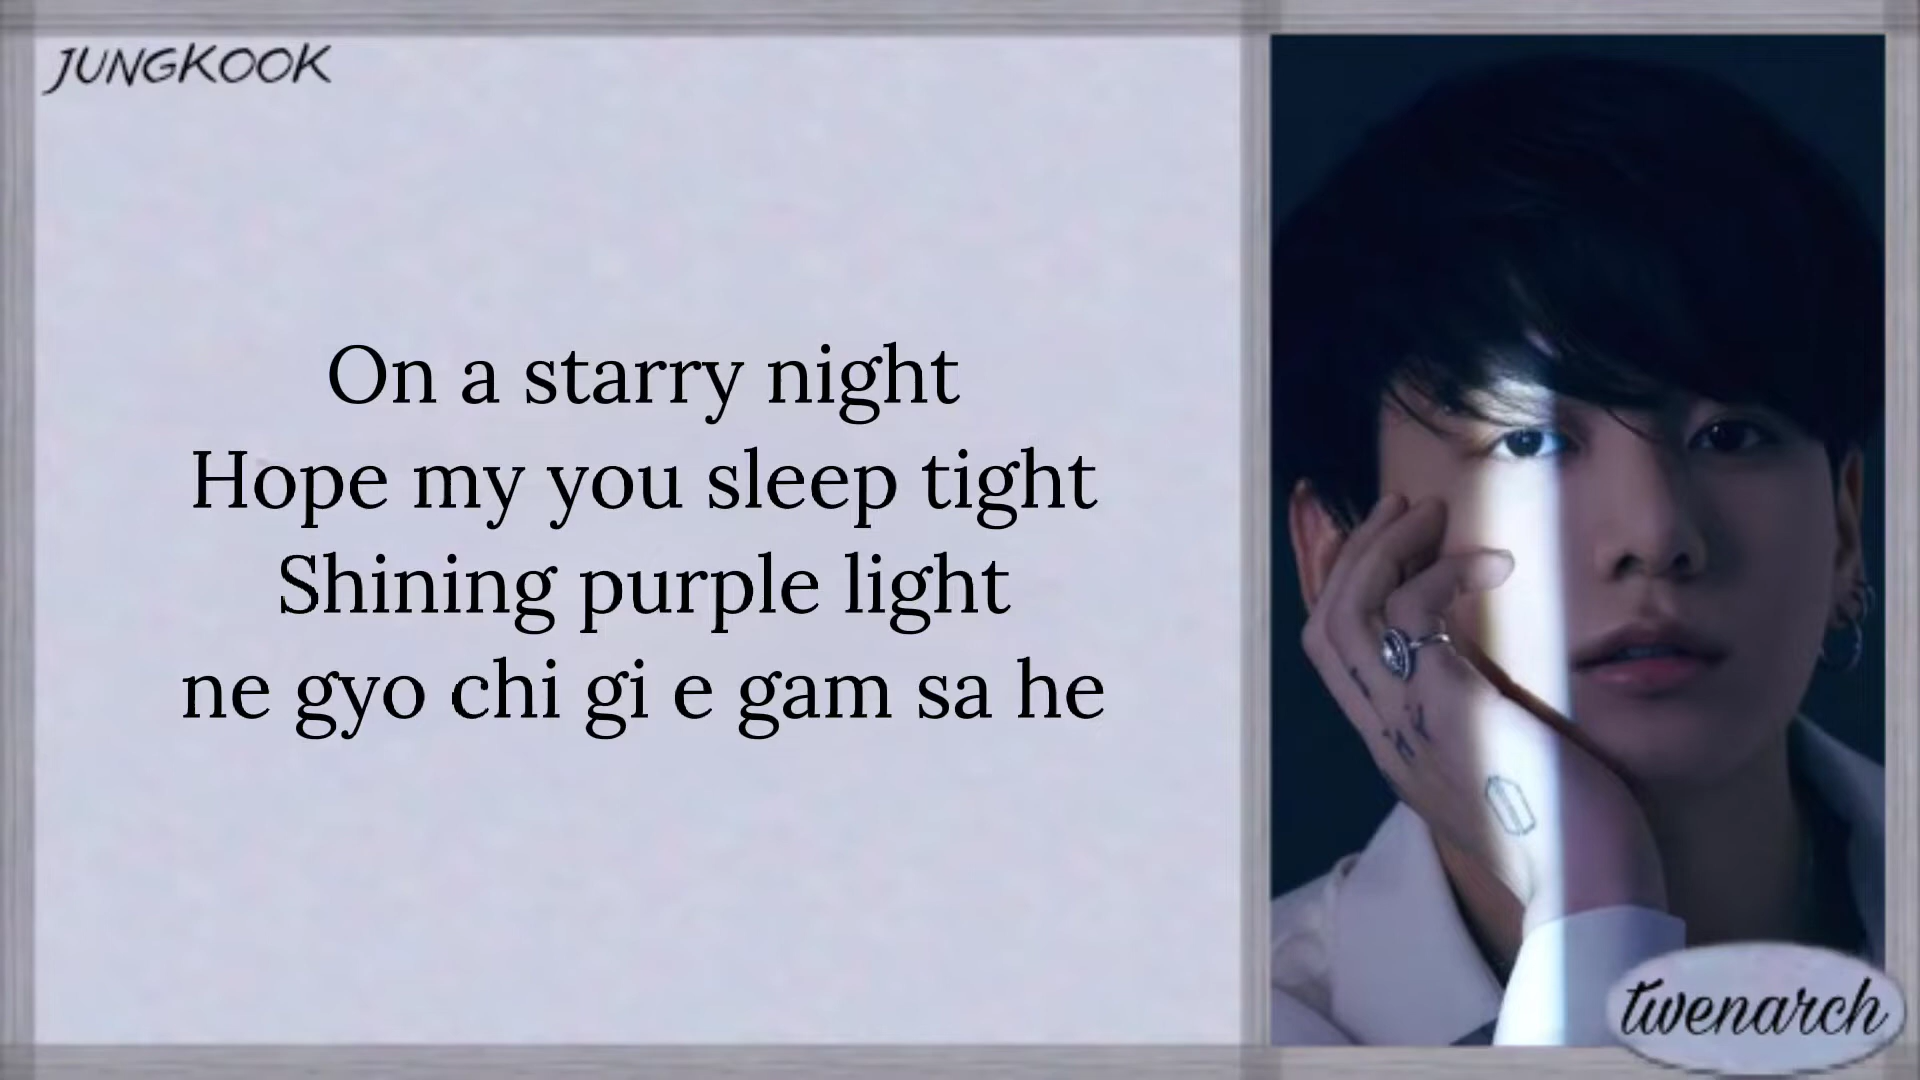 JUNGKOOK
On a starry night
Hope my you sleep tight
Shining purple light
ne gyo chi gi e gam sa he
twenarch